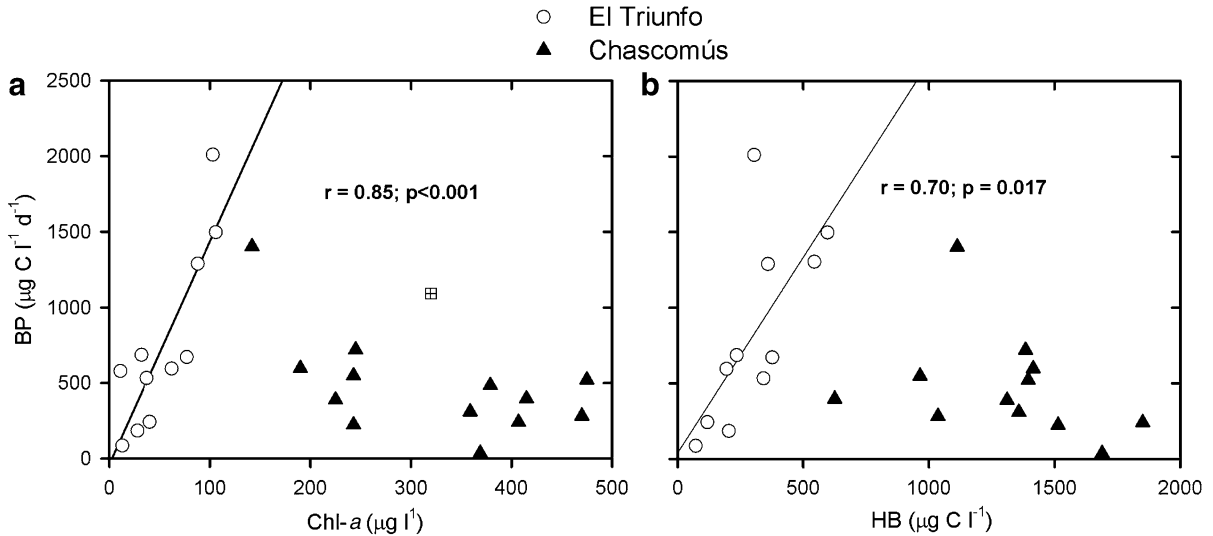 El Triunfo
Chascomús
a
b
2500
2000
1500
1000
500
0
BP (µg C l⁻¹ d⁻¹)
r = 0.85; p<0.001
r = 0.70; p = 0.017
0 100 200 300 400 500
0 500 1000 1500 2000
Chl-a (µg l¹)
HB (µg C l⁻¹)